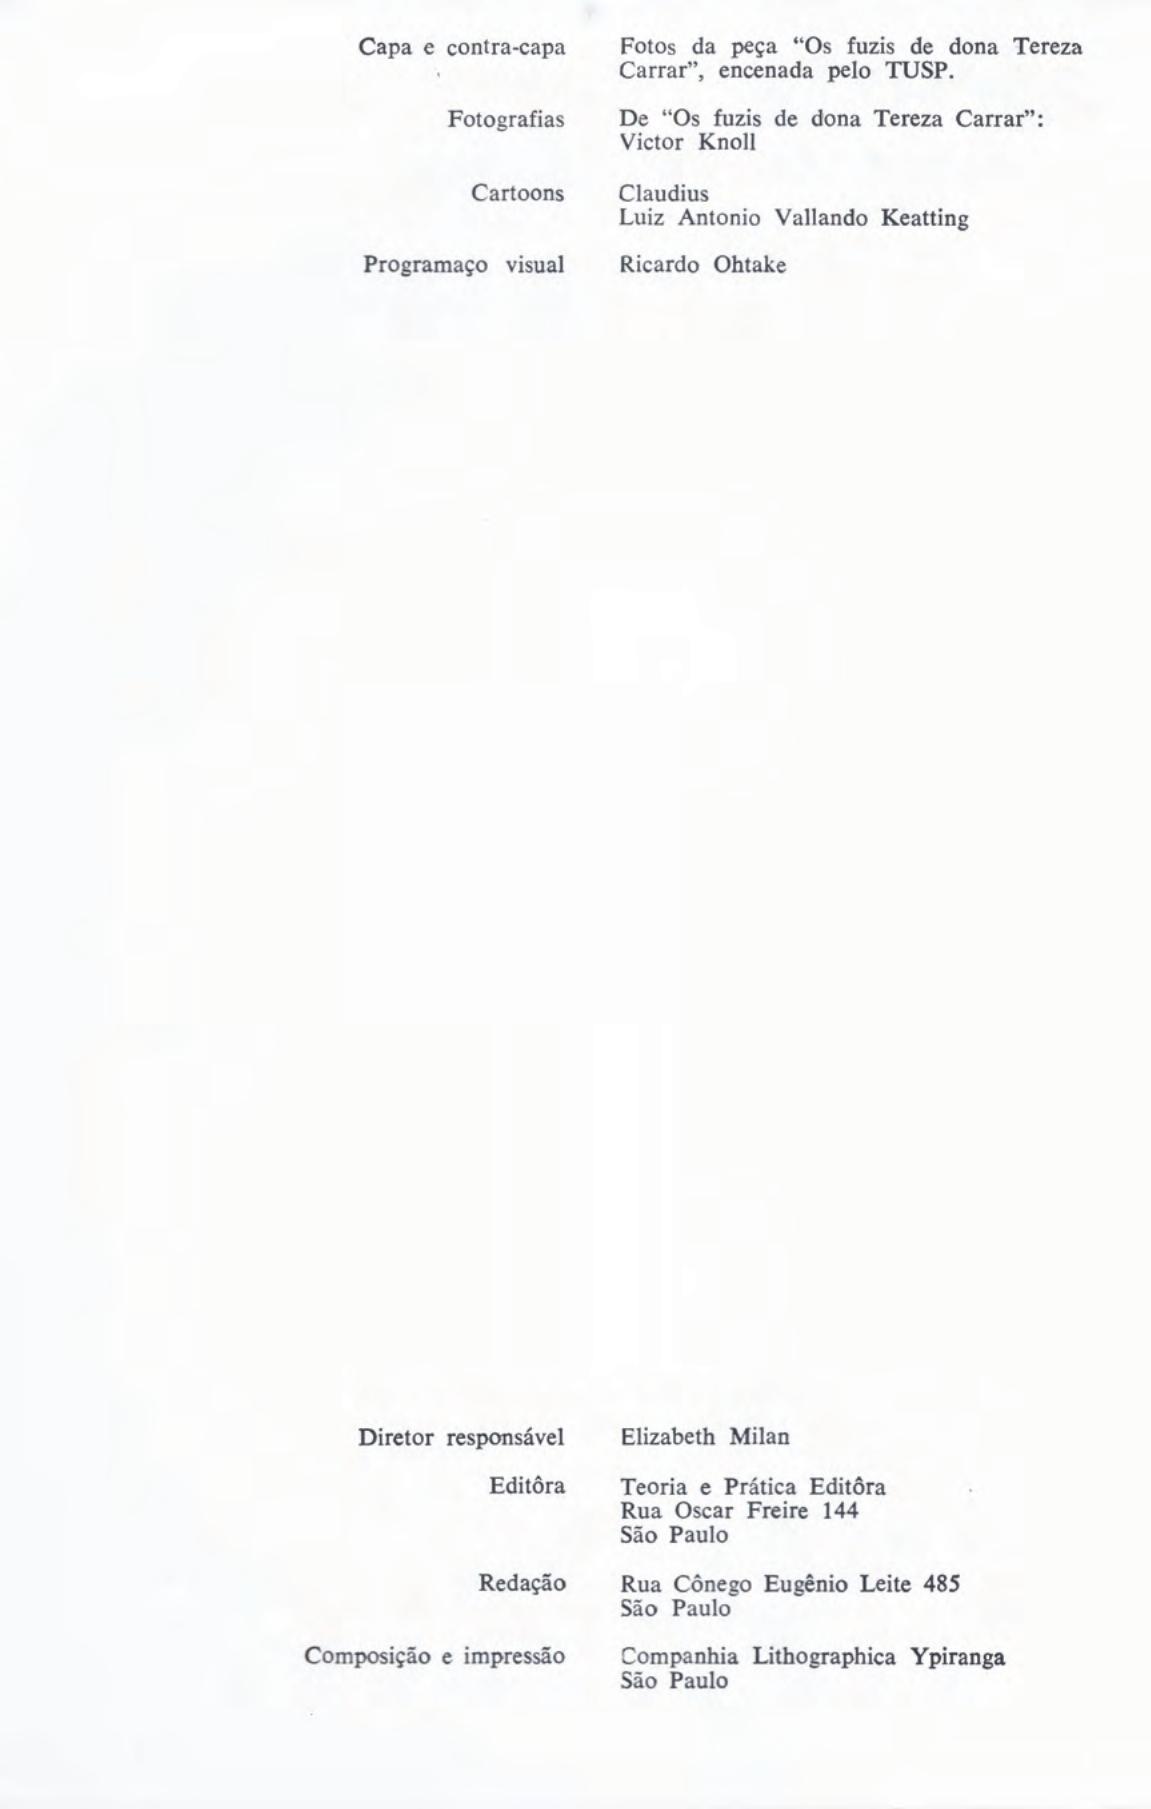 Capa e contra-capa Fotos da peça “Os fuzis de dona Tereza
Carrar”, encenada pelo TUSP.
Fotografias De “Os fuzis de dona Tereza Carrar”:
Victor Knoll
Cartoons Claudius
Luiz Antonio Vallando Keatting
Programaço visual Ricardo Ohtake
Diretor responsável Elizabeth Milan
Editôra Teoria e Prática Editôra
Rua Oscar Freire 144
São Paulo
Redação Rua Cônego Eugênio Leite 485
São Paulo
Composição e impressão Companhia Lithographica Ypiranga
São Paulo